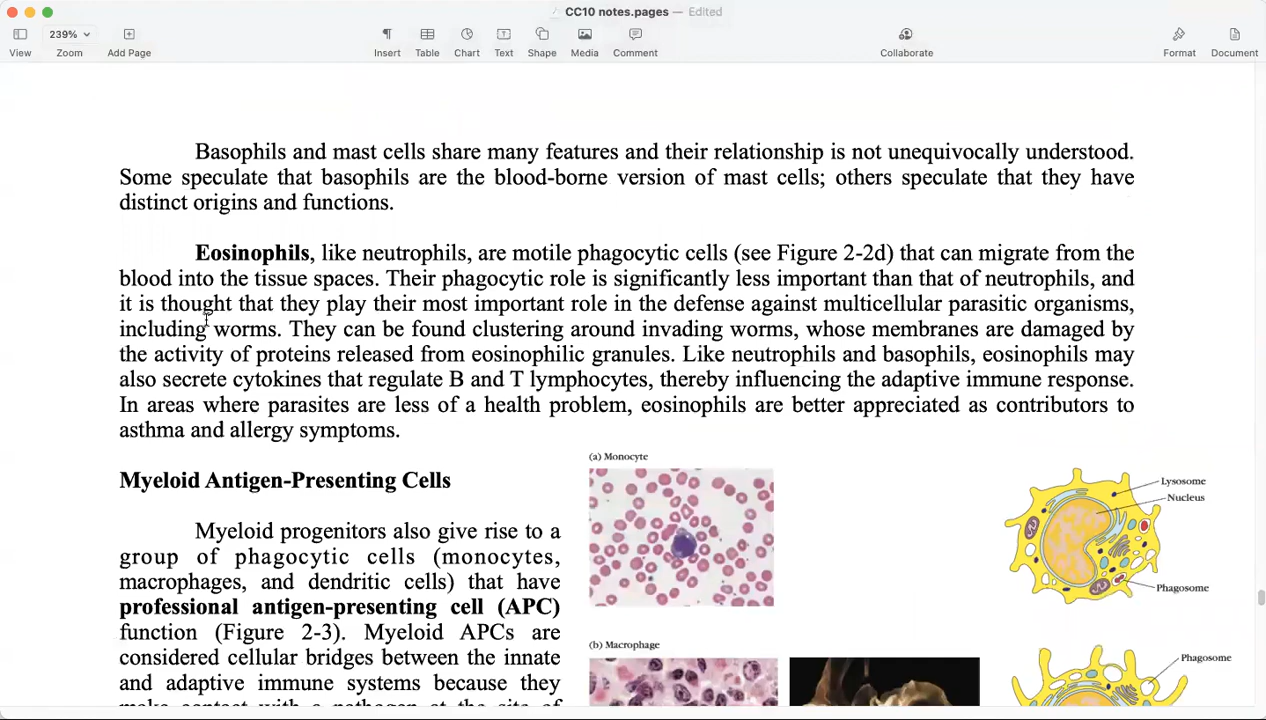 CC10 notes.pages — Edited
239%
View
Zoom
Add Page
Insert
Table
Chart
Text
Shape
Media
Comment
Collaborate
Format
Document
Basophils and mast cells share many features and their relationship is not unequivocally understood.
Some speculate that basophils are the blood-borne version of mast cells; others speculate that they have
distinct origins and functions.
Eosinophils, like neutrophils, are motile phagocytic cells (see Figure 2-2d) that can migrate from the
blood into the tissue spaces. Their phagocytic role is significantly less important than that of neutrophils, and
it is thought that they play their most important role in the defense against multicellular parasitic organisms,
including worms. They can be found clustering around invading worms, whose membranes are damaged by
the activity of proteins released from eosinophilic granules. Like neutrophils and basophils, eosinophils may
also secrete cytokines that regulate B and T lymphocytes, thereby influencing the adaptive immune response.
In areas where parasites are less of a health problem, eosinophils are better appreciated as contributors to
asthma and allergy symptoms.
Myeloid Antigen-Presenting Cells
Myeloid progenitors also give rise to a
group of phagocytic cells (monocytes,
macrophages, and dendritic cells) that have
professional antigen-presenting cell (APC)
function (Figure 2-3). Myeloid APCs are
considered cellular bridges between the innate
and adaptive immune systems because they
make contact with a pathogen at the site of
(a) Monocyte
Lysosome
Nucleus
Phagosome
(b) Macrophage
Phagosome